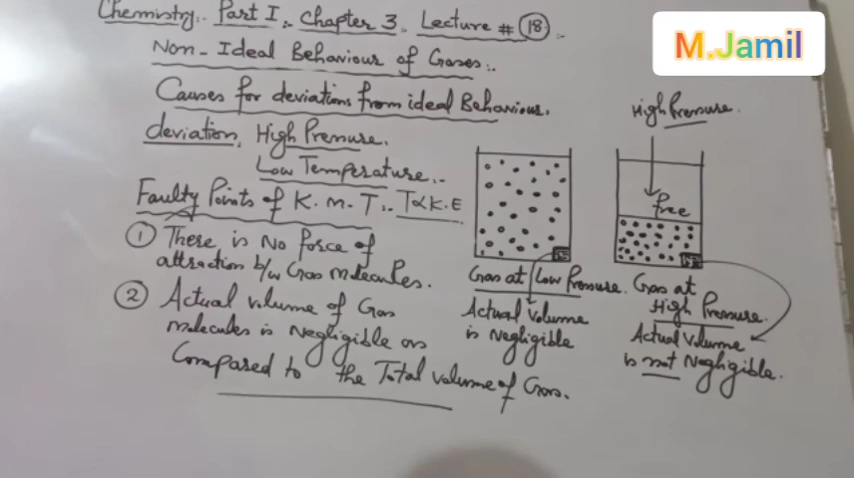 Chemistry. Part I. Chapter 3. Lecture # 18.
M.Jamil
Non-Ideal Behaviour of Gases.
Causes for deviations from ideal Behaviour.
deviation, High Pressure.
Low Temperature.
Faulty Points of K.M.T. T∝K.E
① There is No force of
attraction b/w Gas molecules.
② Actual volume of Gas
molecules is Negligible as
Compared to the Total volume of Gas.
Gas at Low Pressure.
Actual Volume
is Negligible
High Pressure.
free
Gas at
High Pressure.
Actual Volume
is not Negligible.